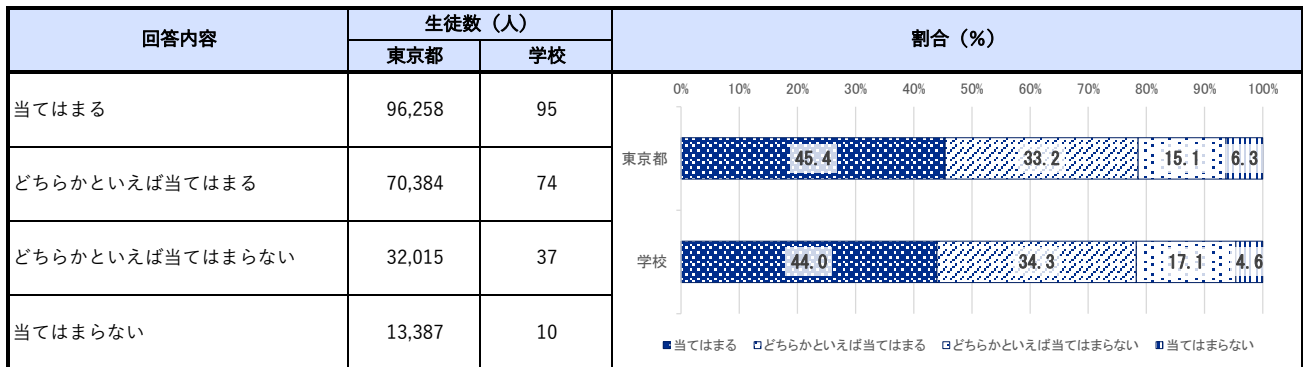 回答内容 生徒数（人） 割合（%）
東京都 学校
当てはまる 96,258 95
どちらかといえば当てはまる 70,384 74
どちらかといえば当てはまらない 32,015 37
当てはまらない 13,387 10
0% 10% 20% 30% 40% 50% 60% 70% 80% 90% 100%
東京都 45.4 33.2 15.1 6.3
学校 44.0 34.3 17.1 4.6
当てはまる どちらかといえば当てはまる どちらかといえば当てはまらない 当てはまらない